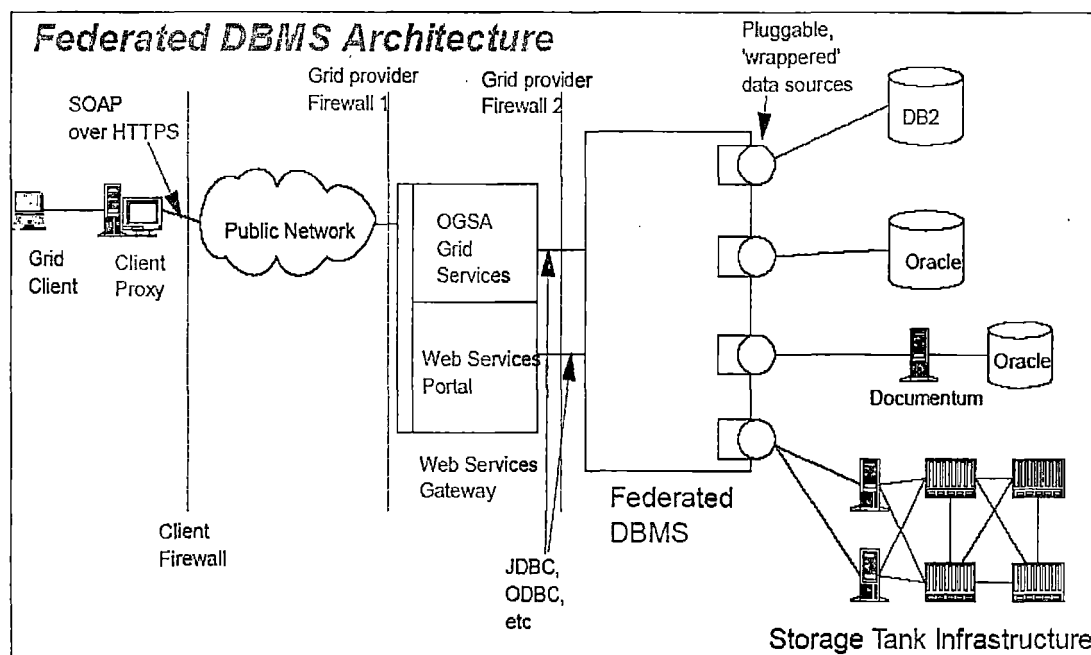 Federated DBMS Architecture
SOAP
over HTTPS
Grid provider
Firewall 1
Grid provider
Firewall 2
Pluggable,
'wrappered'
data sources
DB2
Public Network
OGSA
Grid
Services
Grid
Client
Client
Proxy
Oracle
Web Services
Portal
Oracle
Documentum
Web Services
Gateway
Federated
DBMS
Client
Firewall
JDBC,
ODBC,
etc
Storage Tank Infrastructure